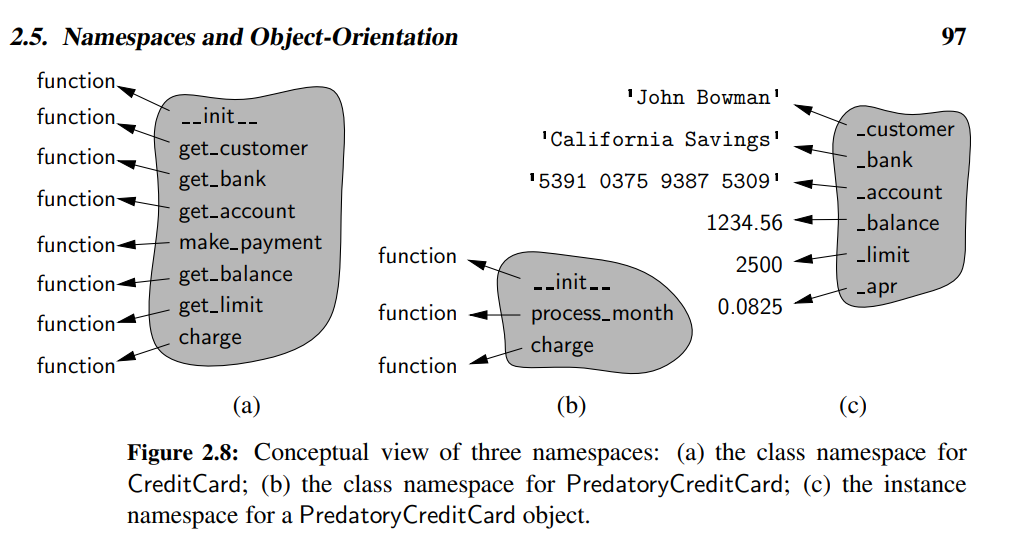 2.5. Namespaces and Object-Orientation 97
function
function
function
function
function
function
function
function
__init__
get_customer
get_bank
get_account
make_payment
get_balance
get_limit
charge
(a)
function
function
function
__init__
process_month
charge
(b)
'John Bowman'
'California Savings'
'5391 0375 9387 5309'
1234.56
2500
0.0825
_customer
_bank
_account
_balance
_limit
_apr
(c)
Figure 2.8: Conceptual view of three namespaces: (a) the class namespace for
CreditCard; (b) the class namespace for PredatoryCreditCard; (c) the instance
namespace for a PredatoryCreditCard object.